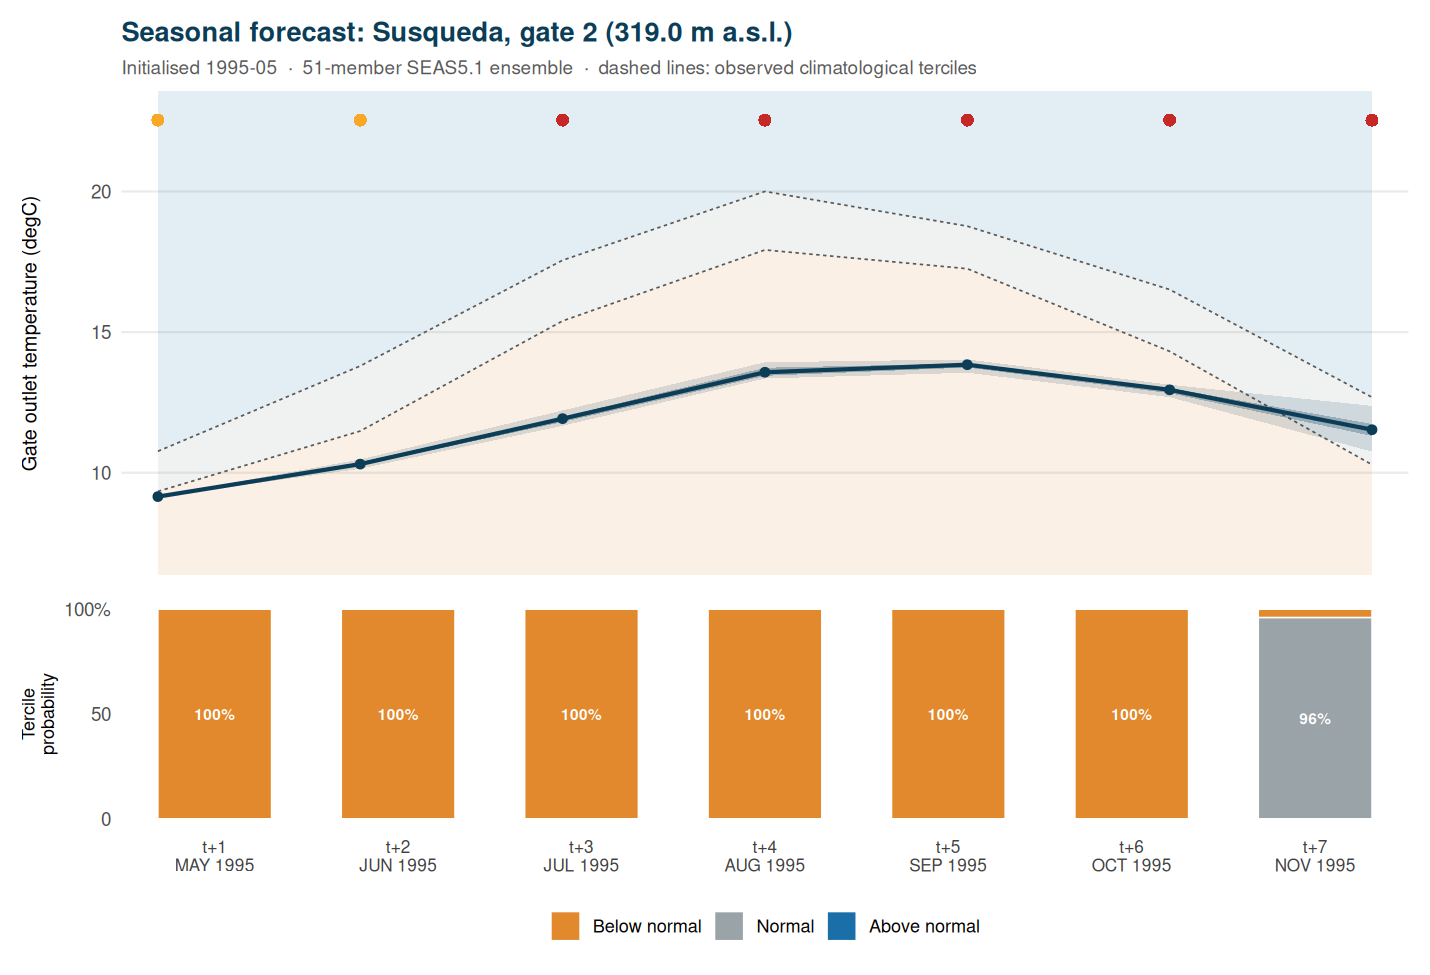 Seasonal forecast: Susqueda, gate 2 (319.0 m a.s.l.)
Initialised 1995-05 · 51-member SEAS5.1 ensemble · dashed lines: observed climatological terciles
Gate outlet temperature (degC)
20
15
10
Tercile
probability
100%
50
0
100%
100%
100%
100%
100%
100%
96%
t+1
MAY 1995
t+2
JUN 1995
t+3
JUL 1995
t+4
AUG 1995
t+5
SEP 1995
t+6
OCT 1995
t+7
NOV 1995
Below normal
Normal
Above normal